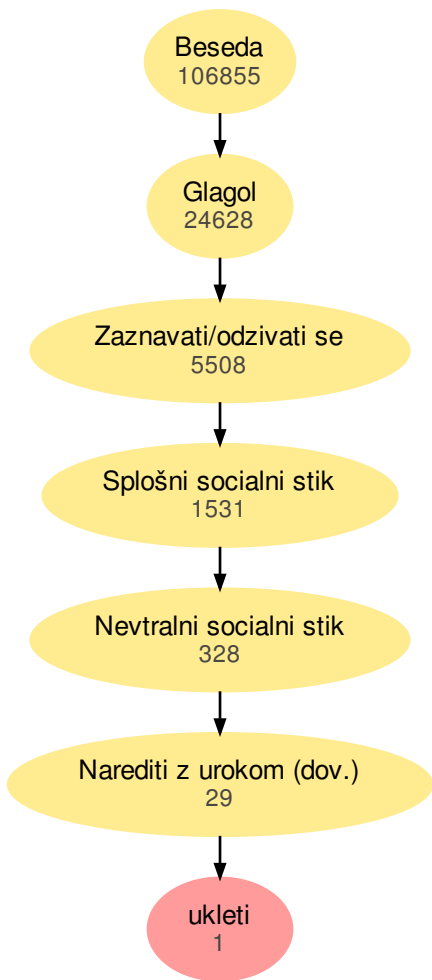 Beseda
106855
Glagol
24628
Zaznavati/odzivati se
5508
Splošni socialni stik
1531
Nevtralni socialni stik
328
Narediti z urokom (dov.)
29
ukleti
1